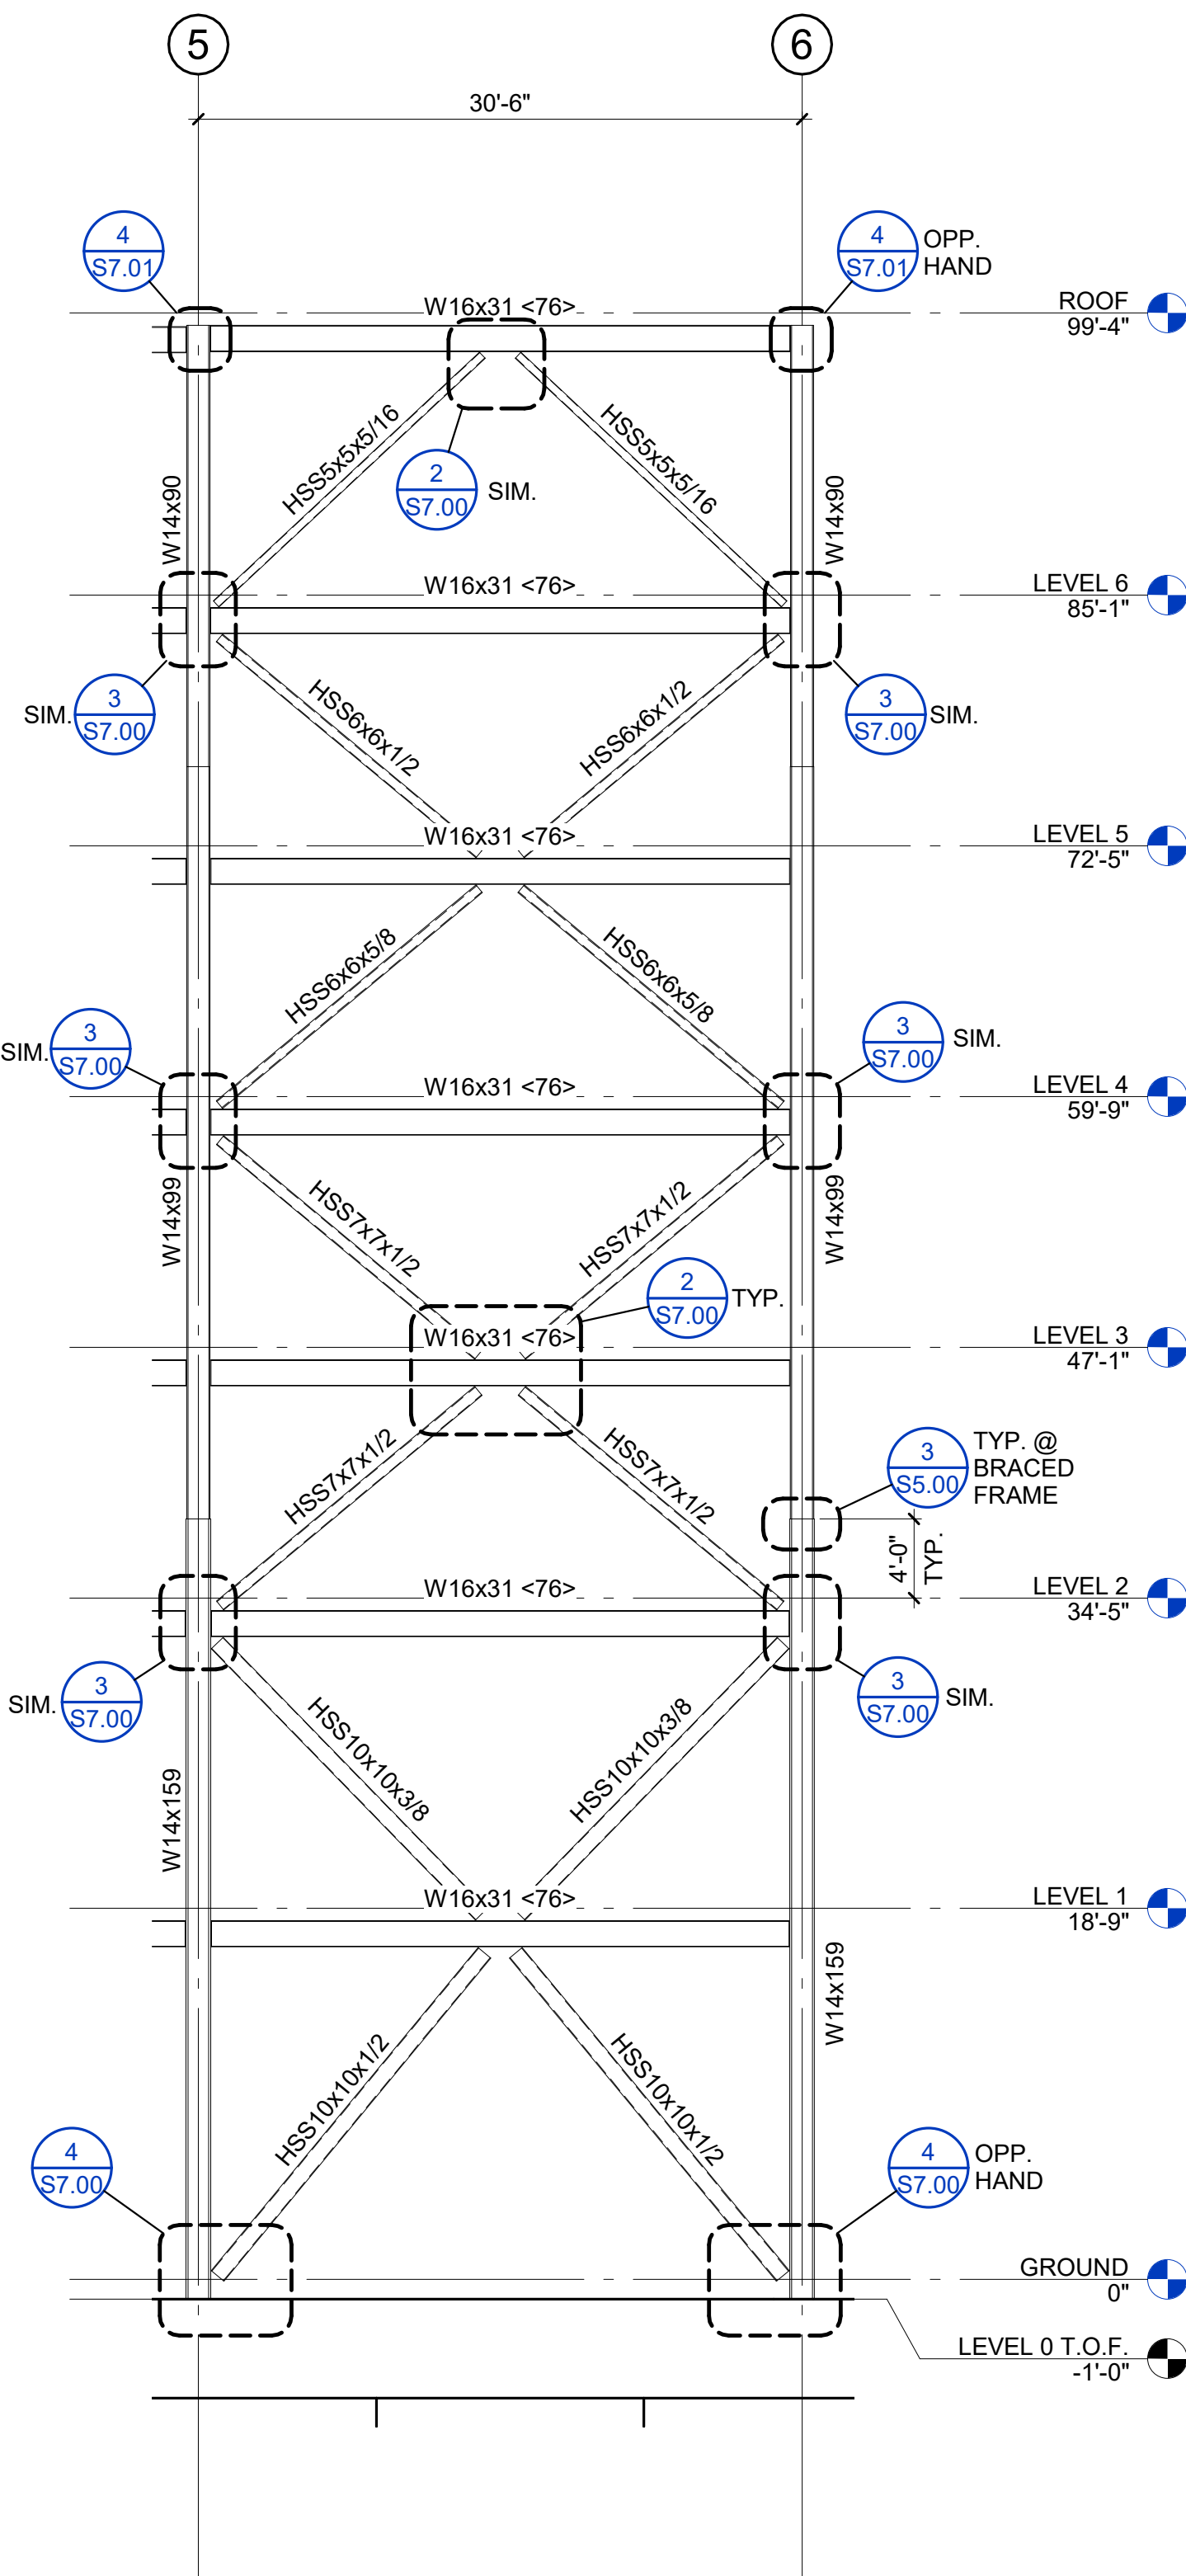 5
6
30'-6"
4
S7.01
4
S7.01
OPP.
HAND
W16x31 <76>
ROOF
99'-4"
HSS5x5x5/16
HSS5x5x5/16
2
S7.00
SIM.
W14x90
W14x90
W16x31 <76>
LEVEL 6
85'-1"
SIM.
3
S7.00
HSS6x6x1/2
HSS6x6x1/2
3
S7.00
SIM.
W16x31 <76>
LEVEL 5
72'-5"
HSS6x6x5/8
HSS6x6x5/8
SIM.
3
S7.00
3
S7.00
SIM.
W16x31 <76>
LEVEL 4
59'-9"
W14x99
HSS7x7x1/2
HSS7x7x1/2
W14x99
2
S7.00
TYP.
W16x31 <76>
LEVEL 3
47'-1"
HSS7x7x1/2
HSS7x7x1/2
3
S5.00
TYP. @
BRACED
FRAME
4'-0"
TYP.
W16x31 <76>
LEVEL 2
34'-5"
SIM.
3
S7.00
3
S7.00
SIM.
HSS10x10x3/8
HSS10x10x3/8
W14x159
W16x31 <76>
LEVEL 1
18'-9"
W14x159
HSS10x10x1/2
HSS10x10x1/2
4
S7.00
4
S7.00
OPP.
HAND
GROUND
0"
LEVEL 0 T.O.F.
-1'-0"